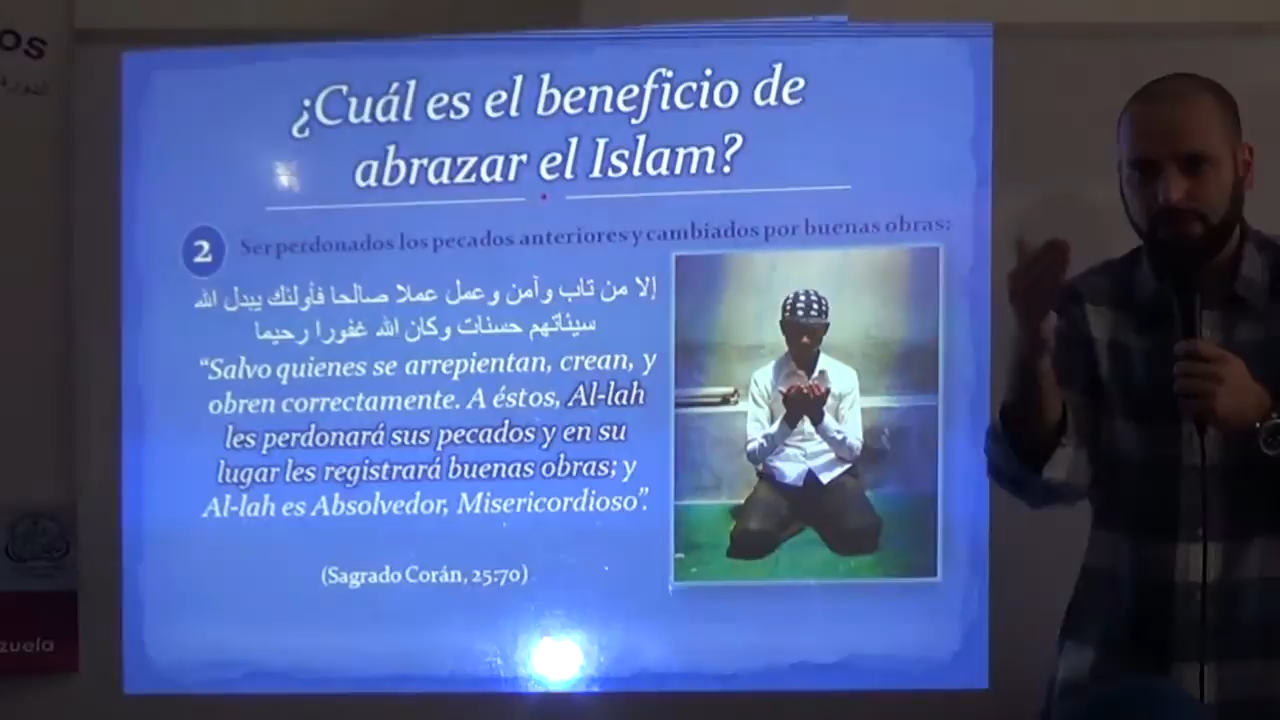 os
¿Cuál es el beneficio de
abrazar el Islam?
2 Ser perdonados los pecados anteriores y cambiados por buenas obras:
إلا من تاب وآمن وعمل عملا صالحا فأولئك يبدل الله
سيئاتهم حسنات وكان الله غفورا رحيما
“Salvo quienes se arrepientan, crean, y
obren correctamente. A éstos, Al-lah
les perdonará sus pecados y en su
lugar les registrará buenas obras; y
Al-lah es Absolvedor, Misericordioso”.
(Sagrado Corán, 25:70)
zuela